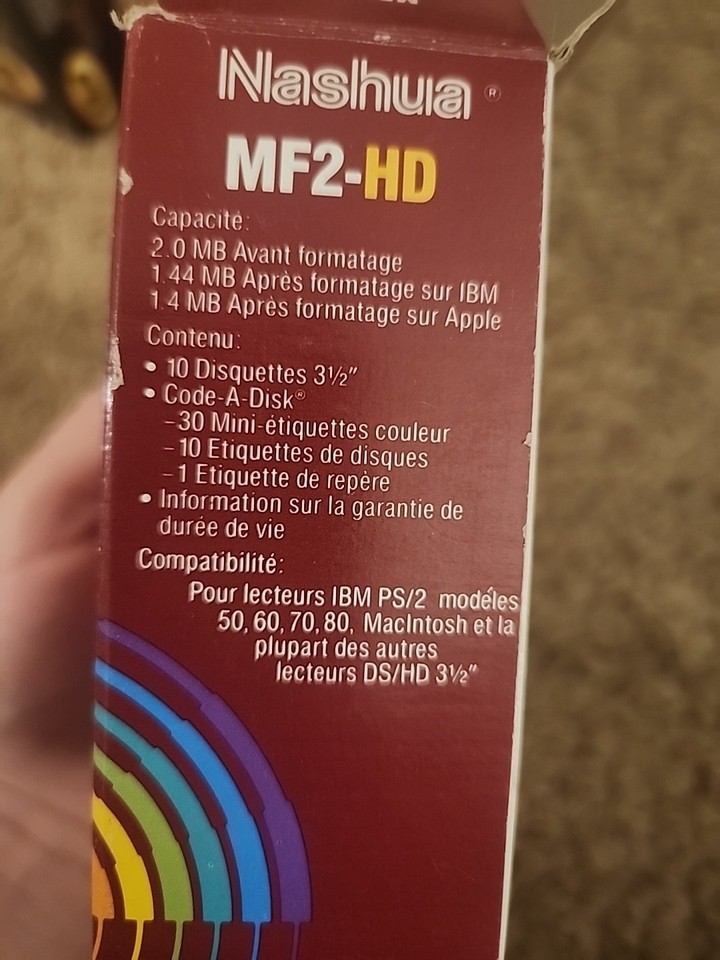 Nashua ®
MF2-HD
Capacité:
2.0 MB Avant formatage
1.44 MB Après formatage sur IBM
1.4 MB Après formatage sur Apple
Contenu:
• 10 Disquettes 3½"
• Code-A-Disk®
-30 Mini-étiquettes couleur
-10 Etiquettes de disques
-1 Etiquette de repère
• Information sur la garantie de
durée de vie
Compatibilité:
Pour lecteurs IBM PS/2 modéles
50, 60, 70, 80, MacIntosh et la
plupart des autres
lecteurs DS/HD 3½"